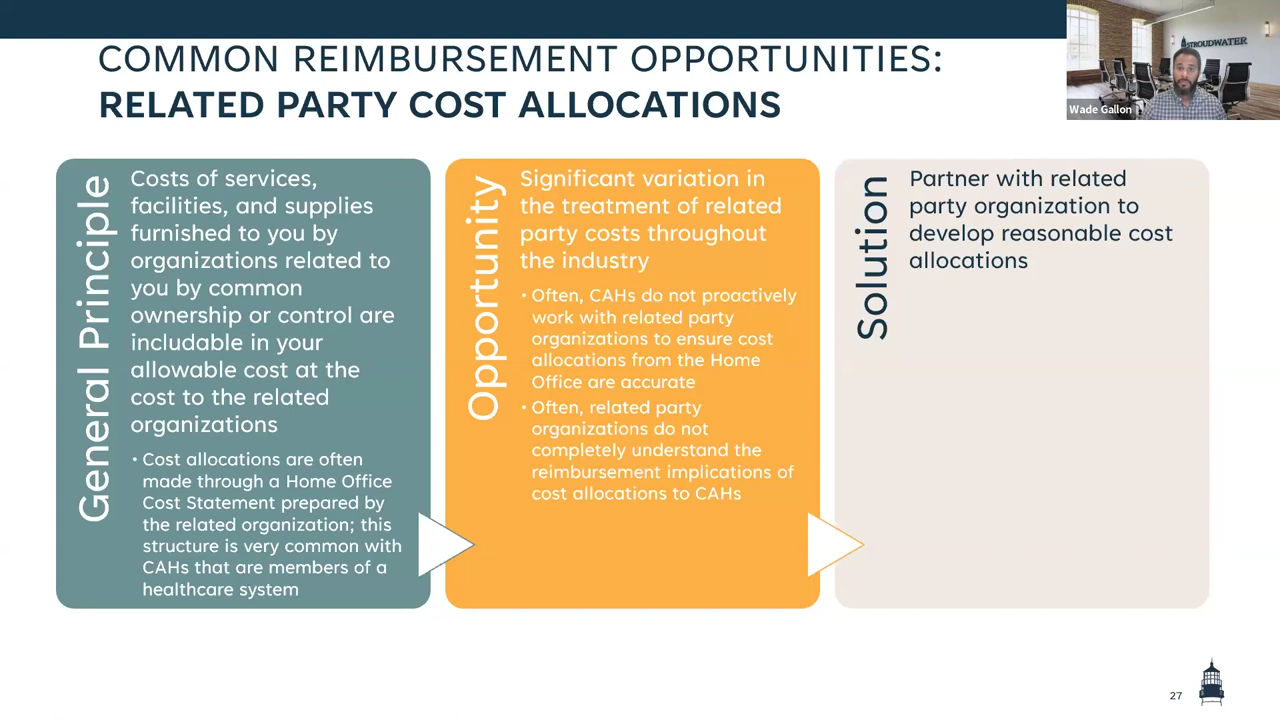 COMMON REIMBURSEMENT OPPORTUNITIES:
RELATED PARTY COST ALLOCATIONS
STROUDWATER
Wade Gallon
General Principle
Costs of services,
facilities, and supplies
furnished to you by
organizations related to
you by common
ownership or control are
includable in your
allowable cost at the
cost to the related
organizations
• Cost allocations are often
made through a Home Office
Cost Statement prepared by
the related organization; this
structure is very common with
CAHs that are members of a
healthcare system
Opportunity
Significant variation in
the treatment of related
party costs throughout
the industry
• Often, CAHs do not proactively
work with related party
organizations to ensure cost
allocations from the Home
Office are accurate
• Often, related party
organizations do not
completely understand the
reimbursement implications of
cost allocations to CAHs
Solution
Partner with related
party organization to
develop reasonable cost
allocations
27